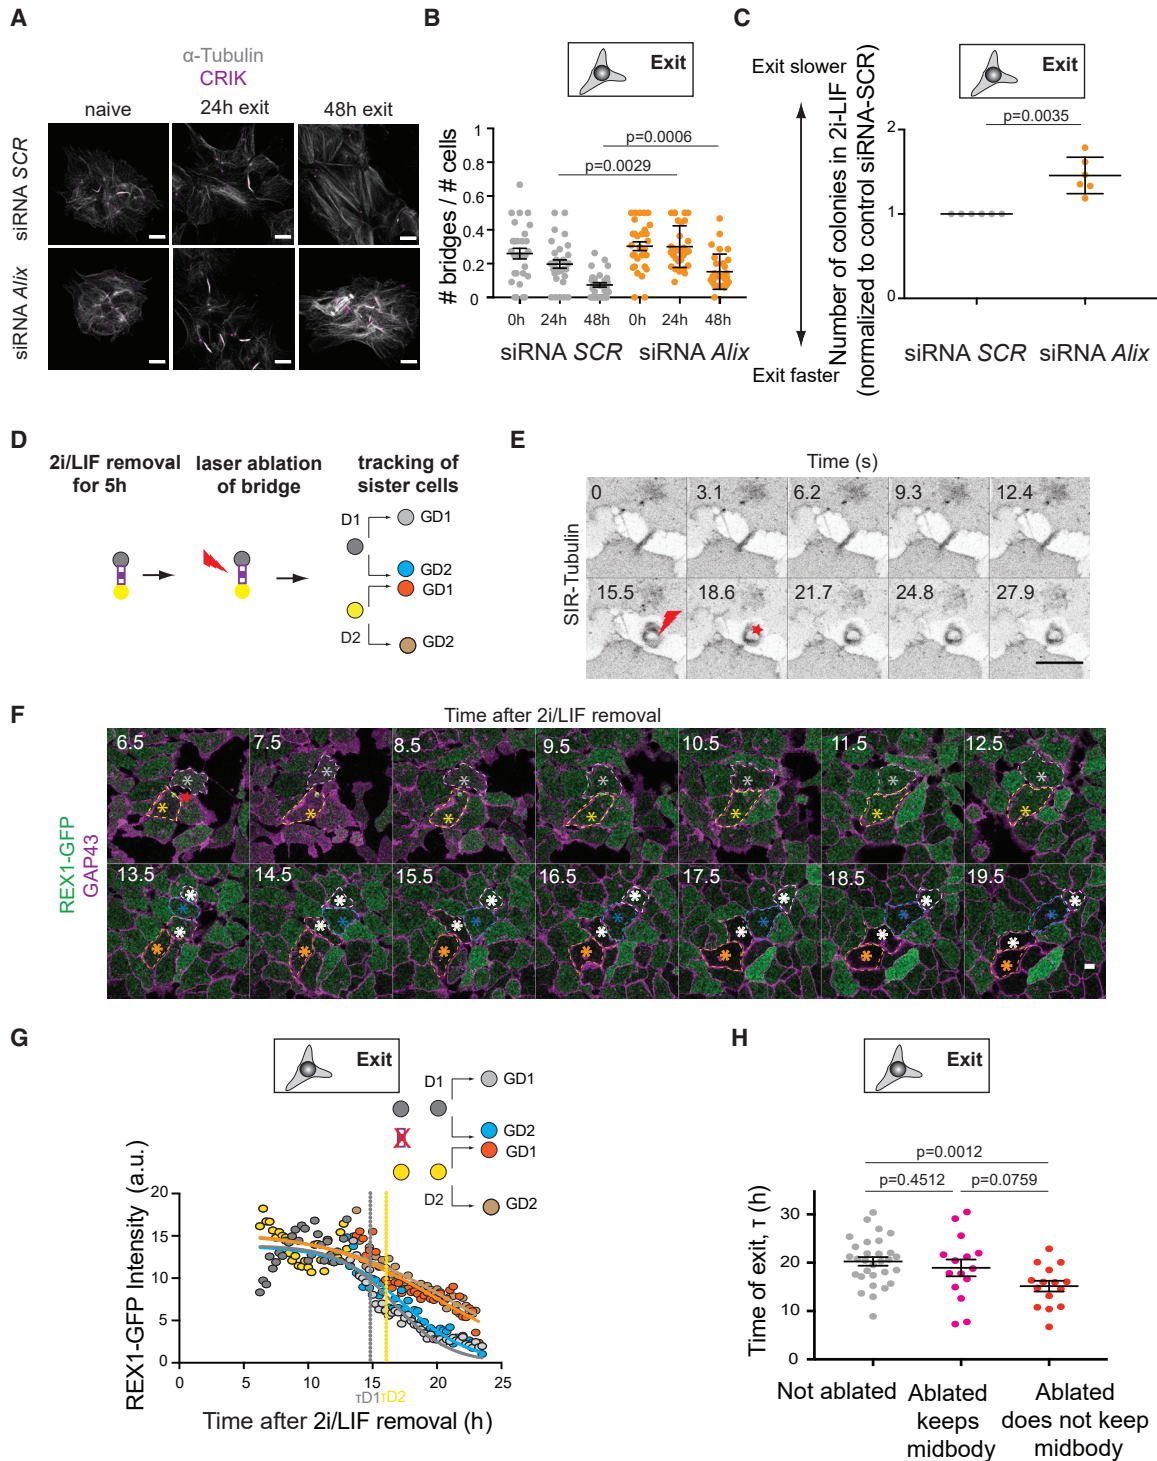 A
α-Tubulin
CRIK
naive
24h exit
48h exit
siRNA SCR
siRNA Alix
B
Exit
# bridges / # cells
1
0.8
0.6
0.4
0.2
0
p=0.0006
p=0.0029
0h
24h
48h
0h
24h
48h
siRNA SCR
siRNA Alix
C
Exit slower
Exit faster
Exit
Number of colonies in 2i-LIF
(normalized to control siRNA-SCR)
2
1
0
p=0.0035
siRNA SCR
siRNA Alix
D
2i/LIF removal
for 5h
laser ablation
of bridge
tracking of
sister cells
D1
GD1
GD2
GD1
D2
GD2
E
Time (s)
SIR-Tubulin
0
3.1
6.2
9.3
12.4
15.5
18.6
21.7
24.8
27.9
F
Time after 2i/LIF removal
REX1-GFP
GAP43
6.5
7.5
8.5
9.5
10.5
11.5
12.5
13.5
14.5
15.5
16.5
17.5
18.5
19.5
G
Exit
D1
GD1
GD2
GD1
D2
GD2
REX1-GFP Intensity (a.u.)
20
15
10
5
0
0
5
10
15
20
25
τD1
τD2
Time after 2i/LIF removal (h)
H
Exit
p=0.0012
p=0.4512
p=0.0759
Time of exit, τ (h)
30
20
10
0
Not ablated
Ablated
keeps
midbody
Ablated
does not keep
midbody